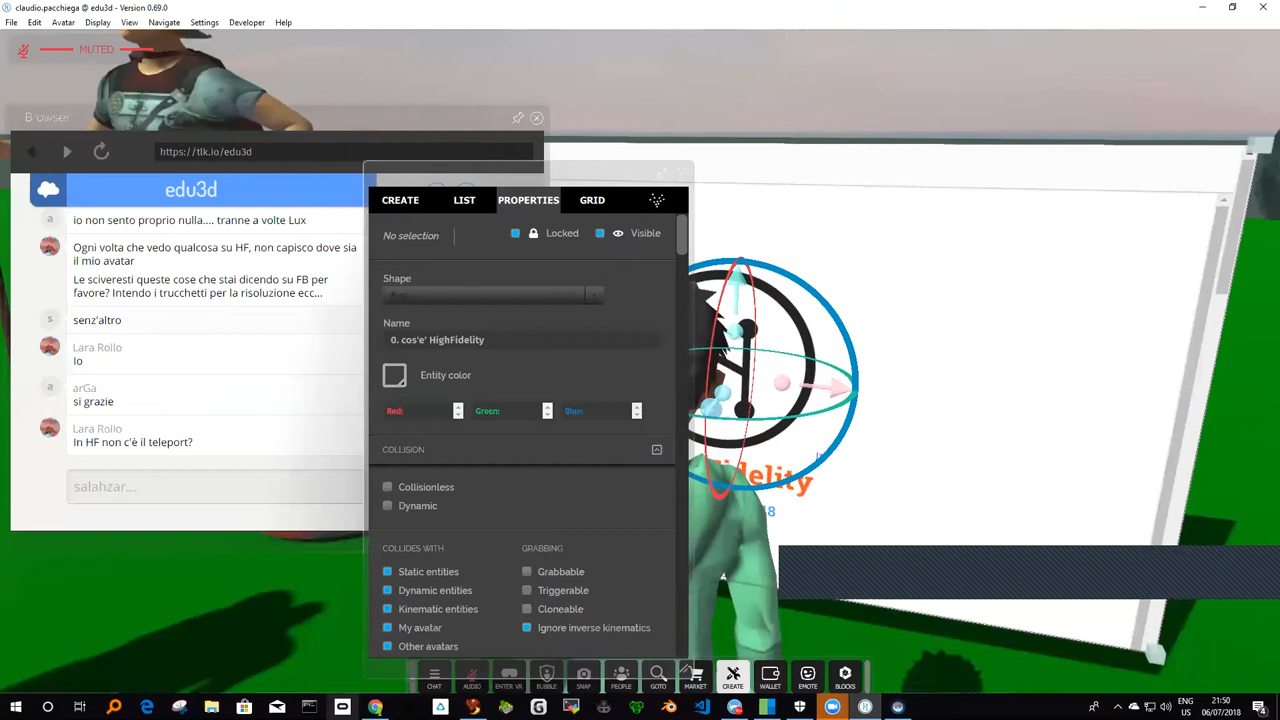 claudio.pacchiega @ edu3d - Version 0.69.0
File Edit Avatar Display View Navigate Settings Developer Help
MUTED
Browser
https://tlk.io/edu3d
edu3d
a io non sento proprio nulla.... tranne a volte Lux
Ogni volta che vedo qualcosa su HF, non capisco dove sia
il mio avatar
Le sciveresti queste cose che stai dicendo su FB per
favore? Intendo i trucchetti per la risoluzione ecc...
s senz'altro
Lara Roilo
Io
arGa
a si grazie
Lara Roilo
In HF non c'è il teleport?
salahzar...
CREATE LIST PROPERTIES GRID
No selection Locked Visible
Shape
Name
0. cos'e' HighFidelity
Entity color
Red: Green: Blue:
COLLISION
Collisionless
Dynamic
COLLIDES WITH GRABBING
Static entities Grabbable
Dynamic entities Triggerable
Kinematic entities Cloneable
My avatar Ignore inverse kinematics
Other avatars
idelity
CHAT AUDIO ENTER VR BUBBLE SNAP PEOPLE GOTO MARKET CREATE WALLET EMOTE BLOCKS
ENG
US
21:50
06/07/2018